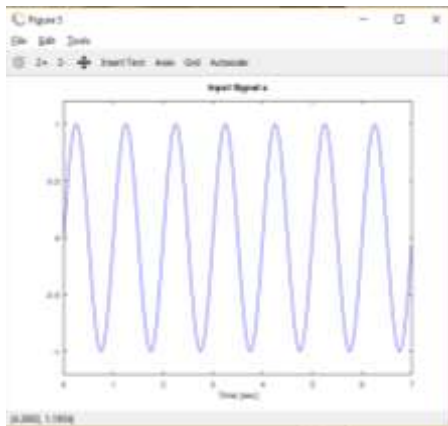 Figure 5
File Edit Tools
Z+ Z- Insert Text Axes Grid Autoscale
Input Signal x
1
0.5
0
-0.5
-1
0 1 2 3 4 5 6 7
Time (sec)